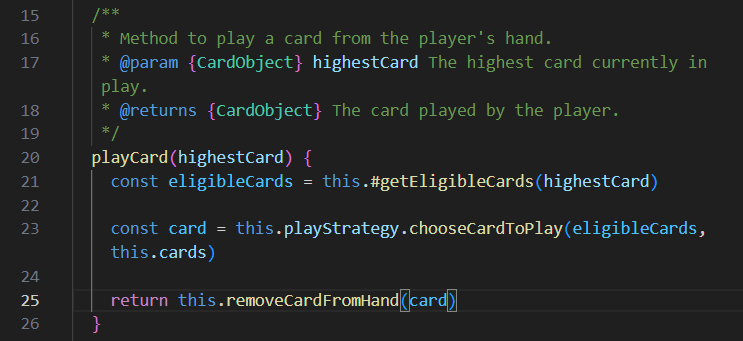 15 /**
16 * Method to play a card from the player's hand.
17 * @param {CardObject} highestCard The highest card currently in
play.
18 * @returns {CardObject} The card played by the player.
19 */
20 playCard(highestCard) {
21 const eligibleCards = this.#getEligibleCards(highestCard)
22
23 const card = this.playStrategy.chooseCardToPlay(eligibleCards,
this.cards)
24
25 return this.removeCardFromHand(card)
26 }